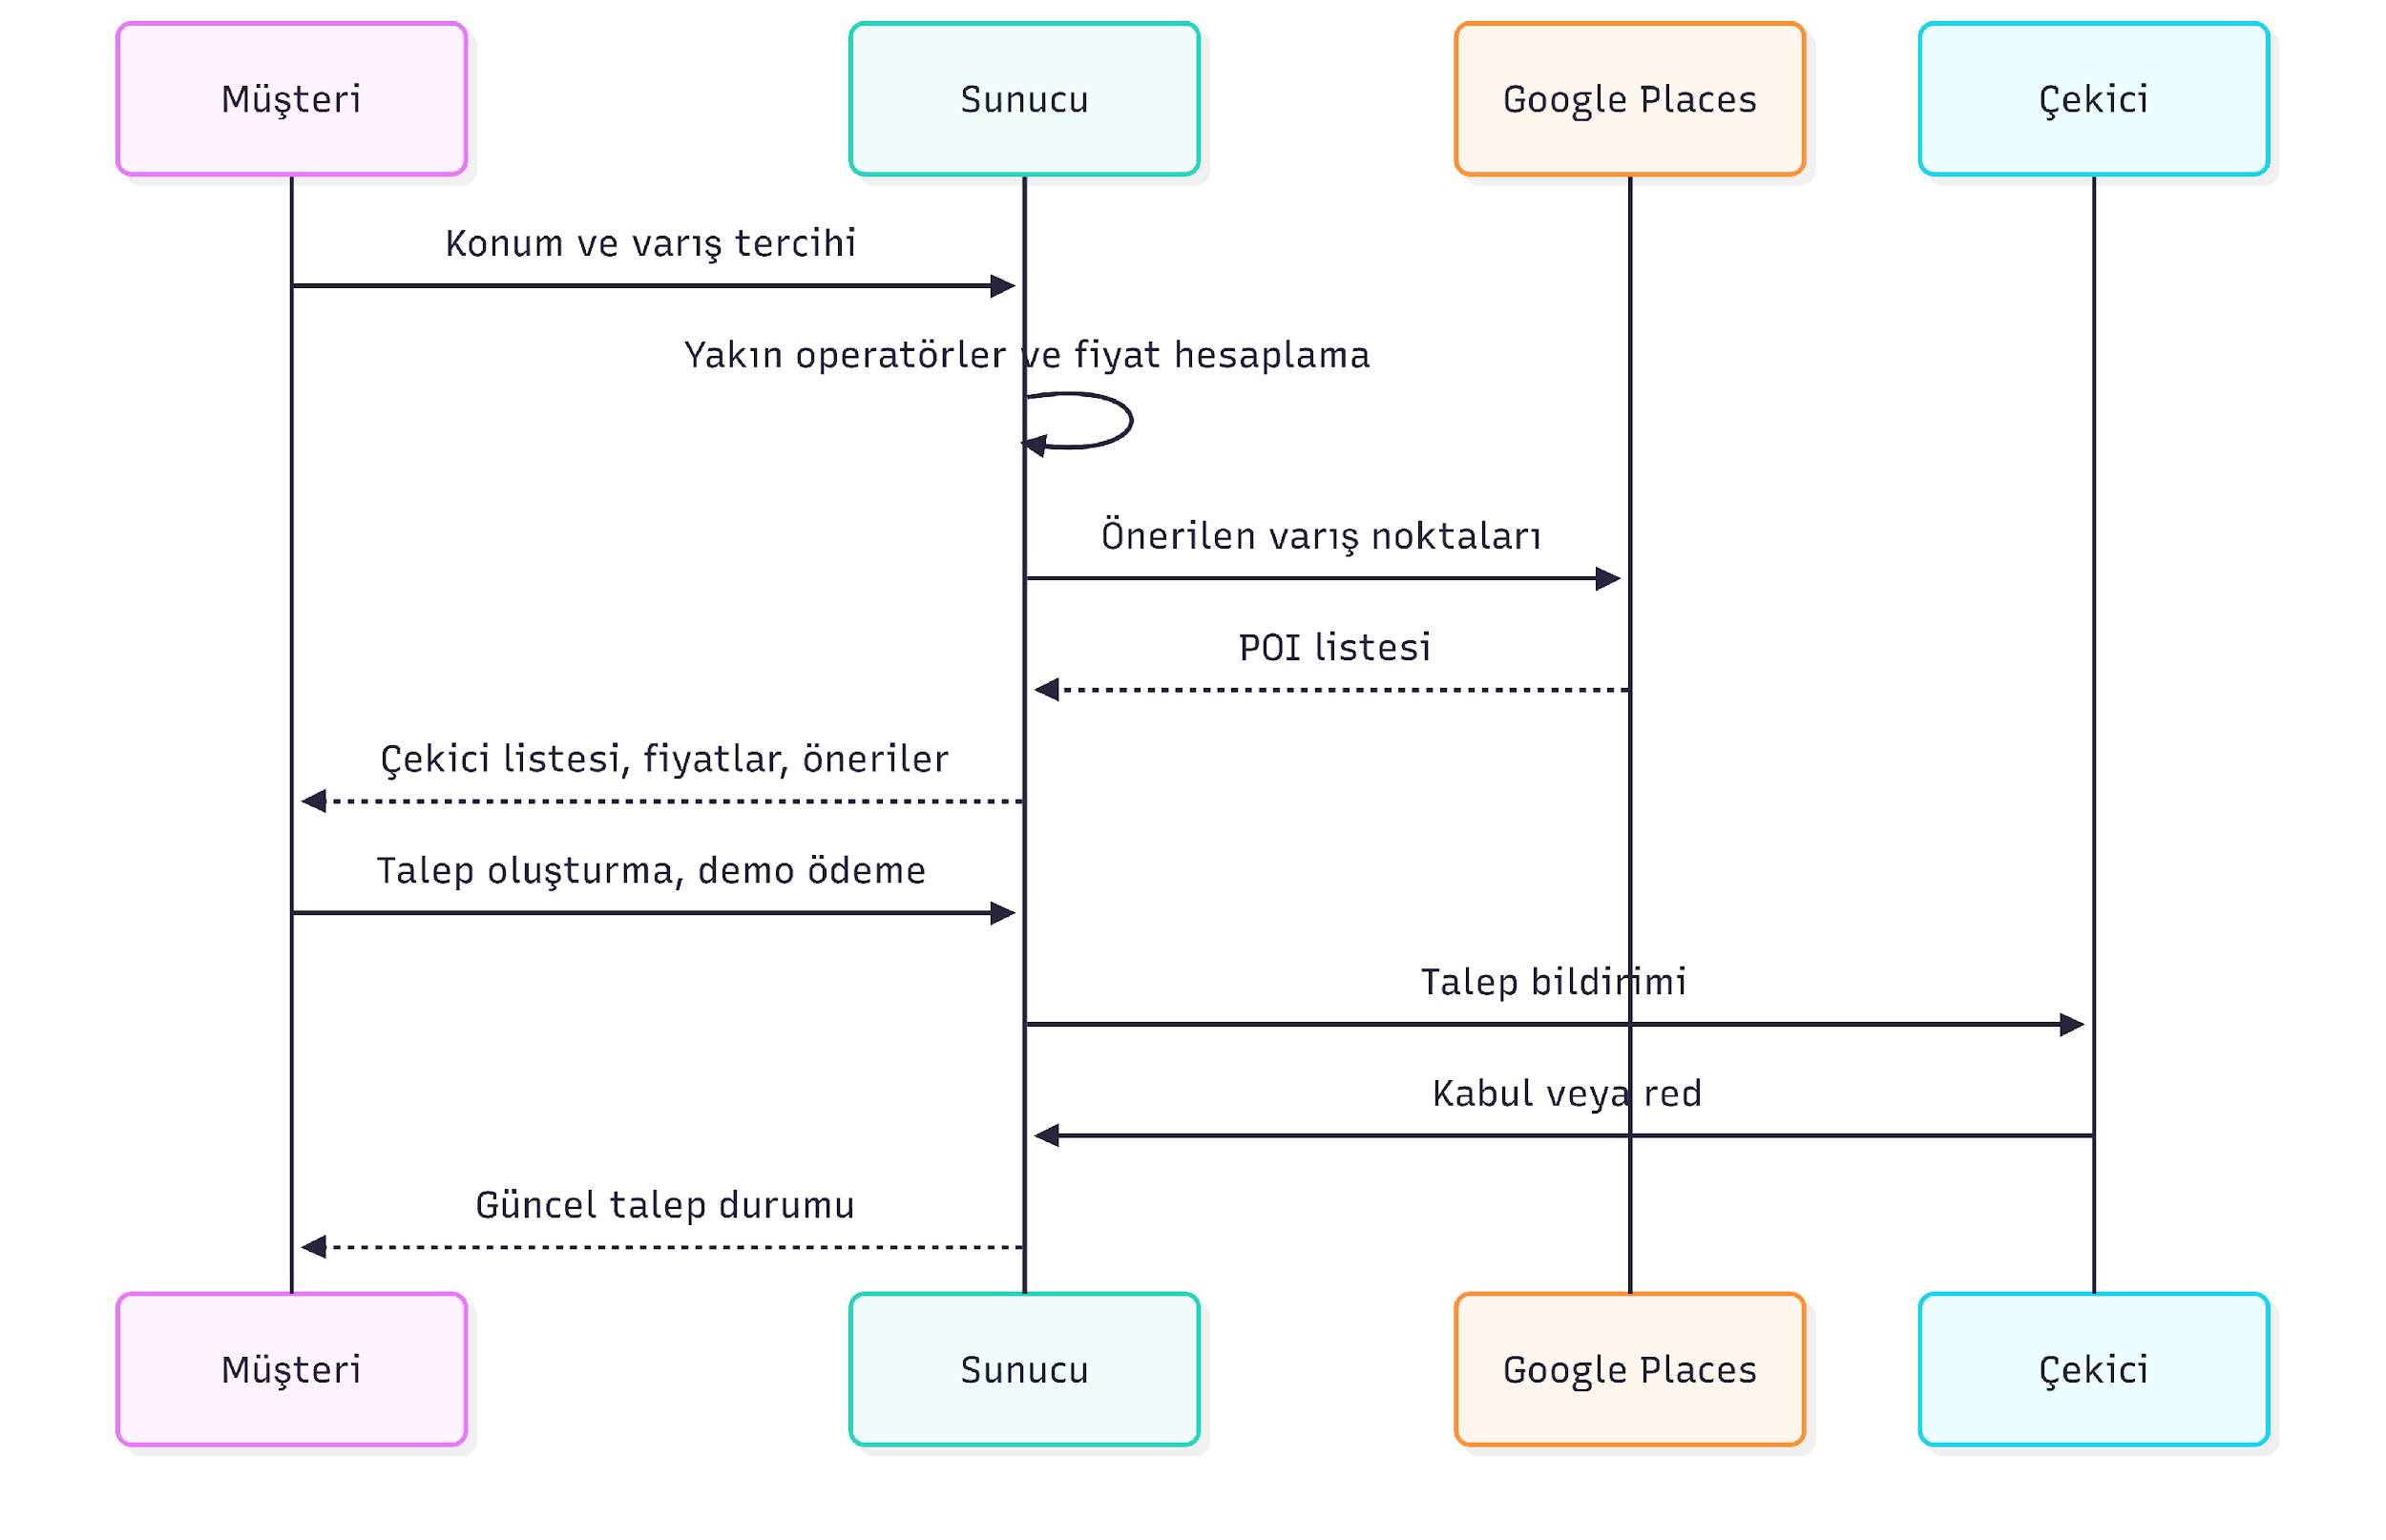 Müşteri
Sunucu
Google Places
Çekici
Konum ve varış tercihi
Yakın operatörler ve fiyat hesaplama
Önerilen varış noktaları
POI listesi
Çekici listesi, fiyatlar, öneriler
Talep oluşturma, demo ödeme
Talep bildirimi
Kabul veya red
Güncel talep durumu
Müşteri
Sunucu
Google Places
Çekici